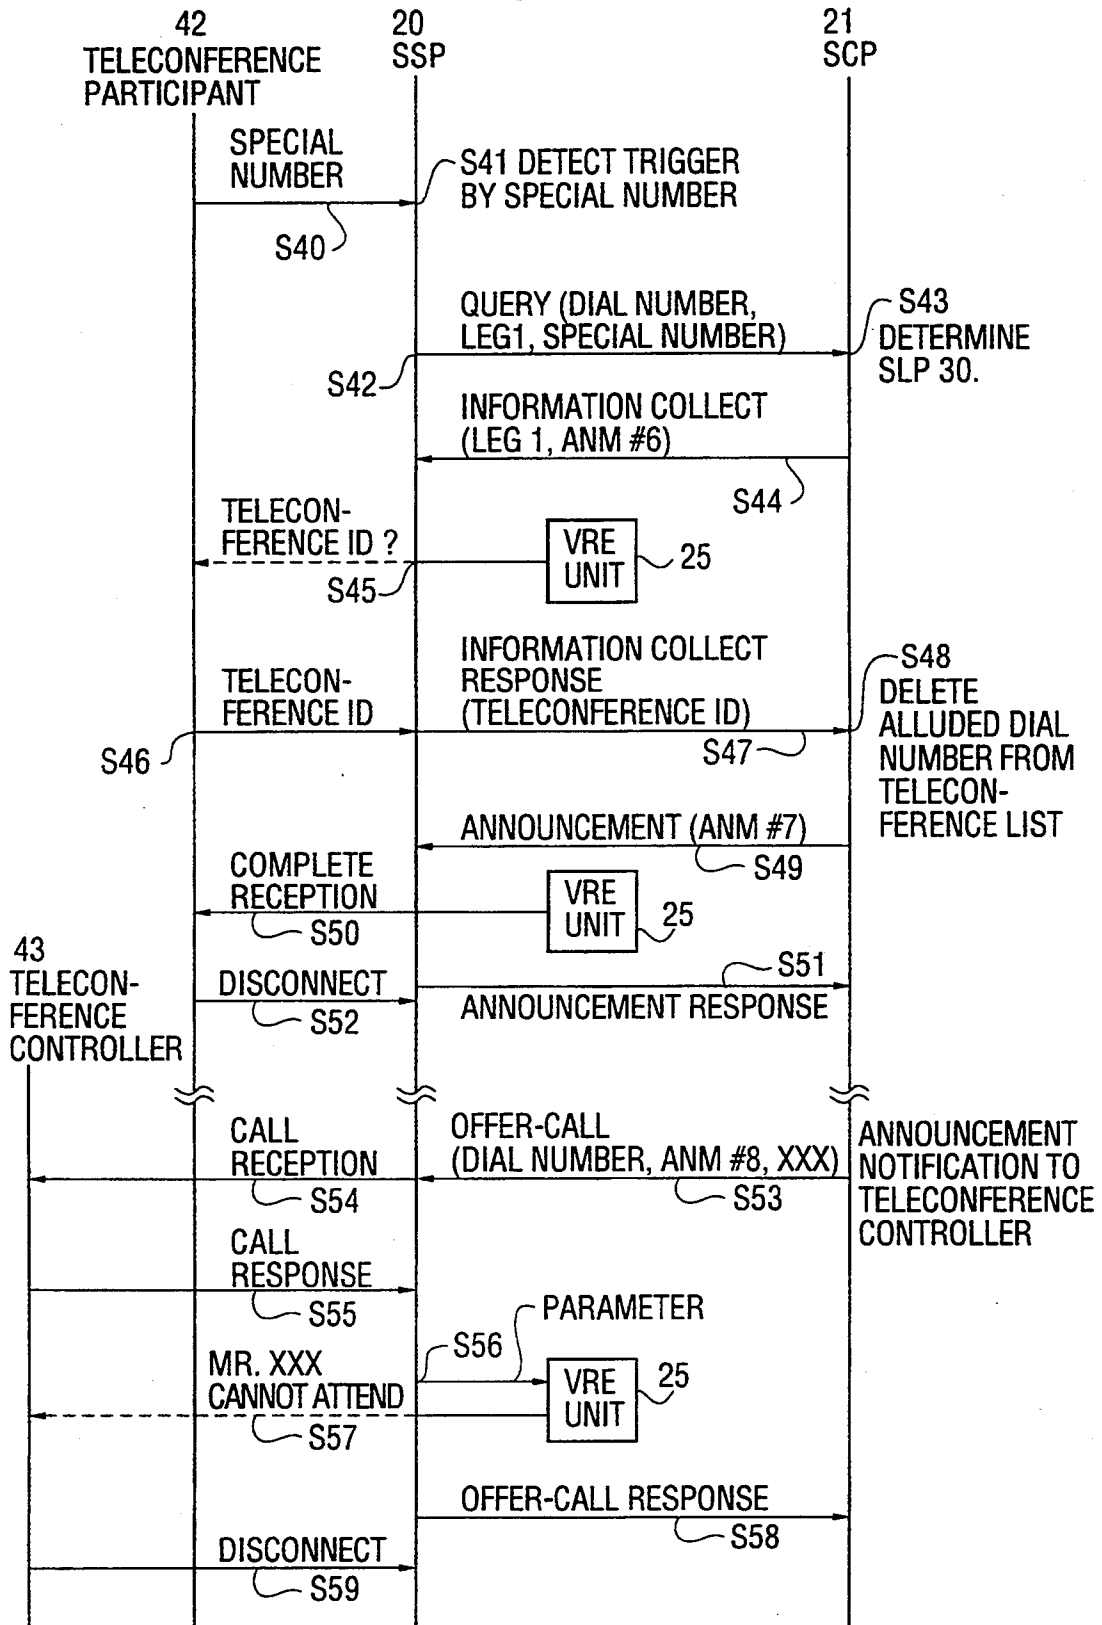 42
TELECONFERENCE
PARTICIPANT
20
SSP
21
SCP
SPECIAL
NUMBER
S40
S41 DETECT TRIGGER
BY SPECIAL NUMBER
QUERY (DIAL NUMBER,
LEG1, SPECIAL NUMBER)
S42
S43
DETERMINE
SLP 30.
INFORMATION COLLECT
(LEG 1, ANM #6)
S44
TELECON-
FERENCE ID ?
S45
VRE
UNIT
25
TELECON-
FERENCE ID
S46
INFORMATION COLLECT
RESPONSE
(TELECONFERENCE ID)
S47
S48
DELETE
ALLUDED DIAL
NUMBER FROM
TELECON-
FERENCE LIST
ANNOUNCEMENT (ANM #7)
S49
COMPLETE
RECEPTION
S50
VRE
UNIT
25
43
TELECON-
FERENCE
CONTROLLER
DISCONNECT
S52
S51
ANNOUNCEMENT RESPONSE
CALL
RECEPTION
S54
OFFER-CALL
(DIAL NUMBER, ANM #8, XXX)
S53
ANNOUNCEMENT
NOTIFICATION TO
TELECONFERENCE
CONTROLLER
CALL
RESPONSE
S55
PARAMETER
S56
MR. XXX
CANNOT ATTEND
S57
VRE
UNIT
25
OFFER-CALL RESPONSE
S58
DISCONNECT
S59